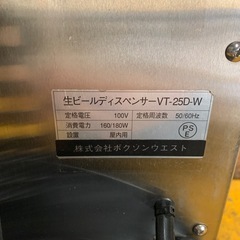 生ビールディスペンサーVT-25D-W
定格電圧 100V 定格周波数 50/60Hz
消費電力 160/180W
設置 屋内用
PS
E
株式会社ボクソンウエスト